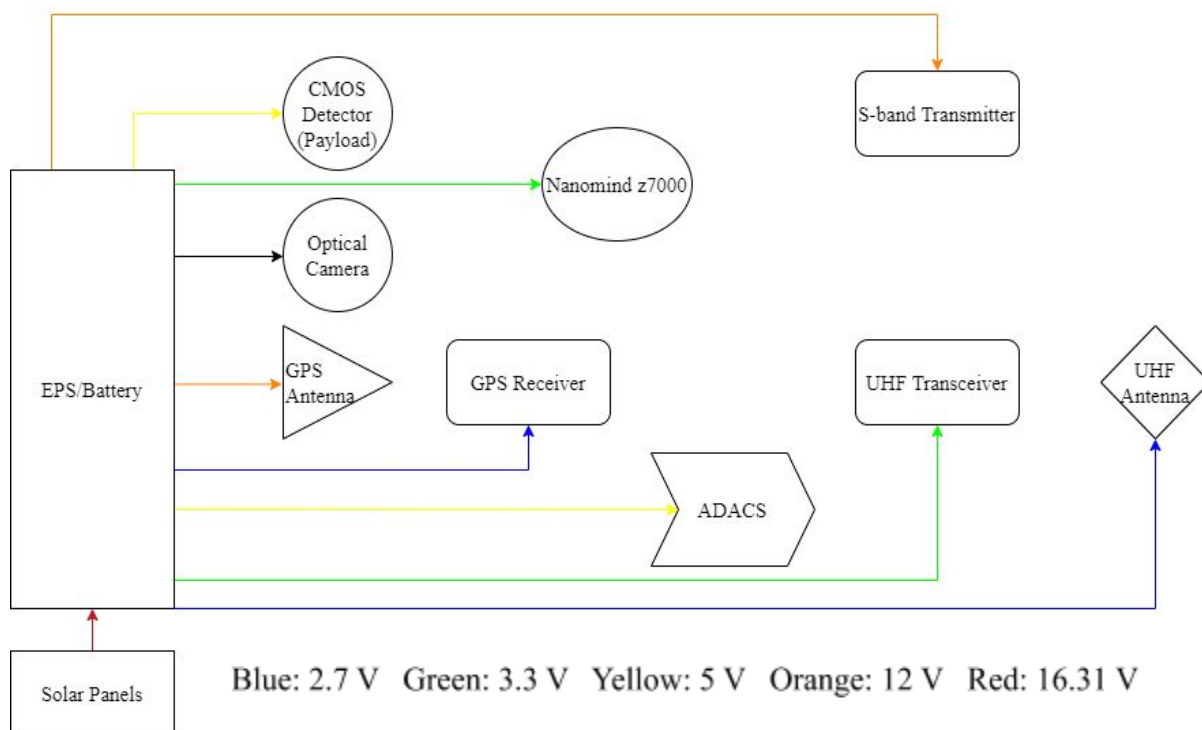 CMOS
Detector
(Payload)
S-band Transmitter
Nanomind z7000
Optical
Camera
EPS/Battery
GPS
Antenna
GPS Receiver
UHF Transceiver
UHF
Antenna
ADACS
Solar Panels
Blue: 2.7 V Green: 3.3 V Yellow: 5 V Orange: 12 V Red: 16.31 V